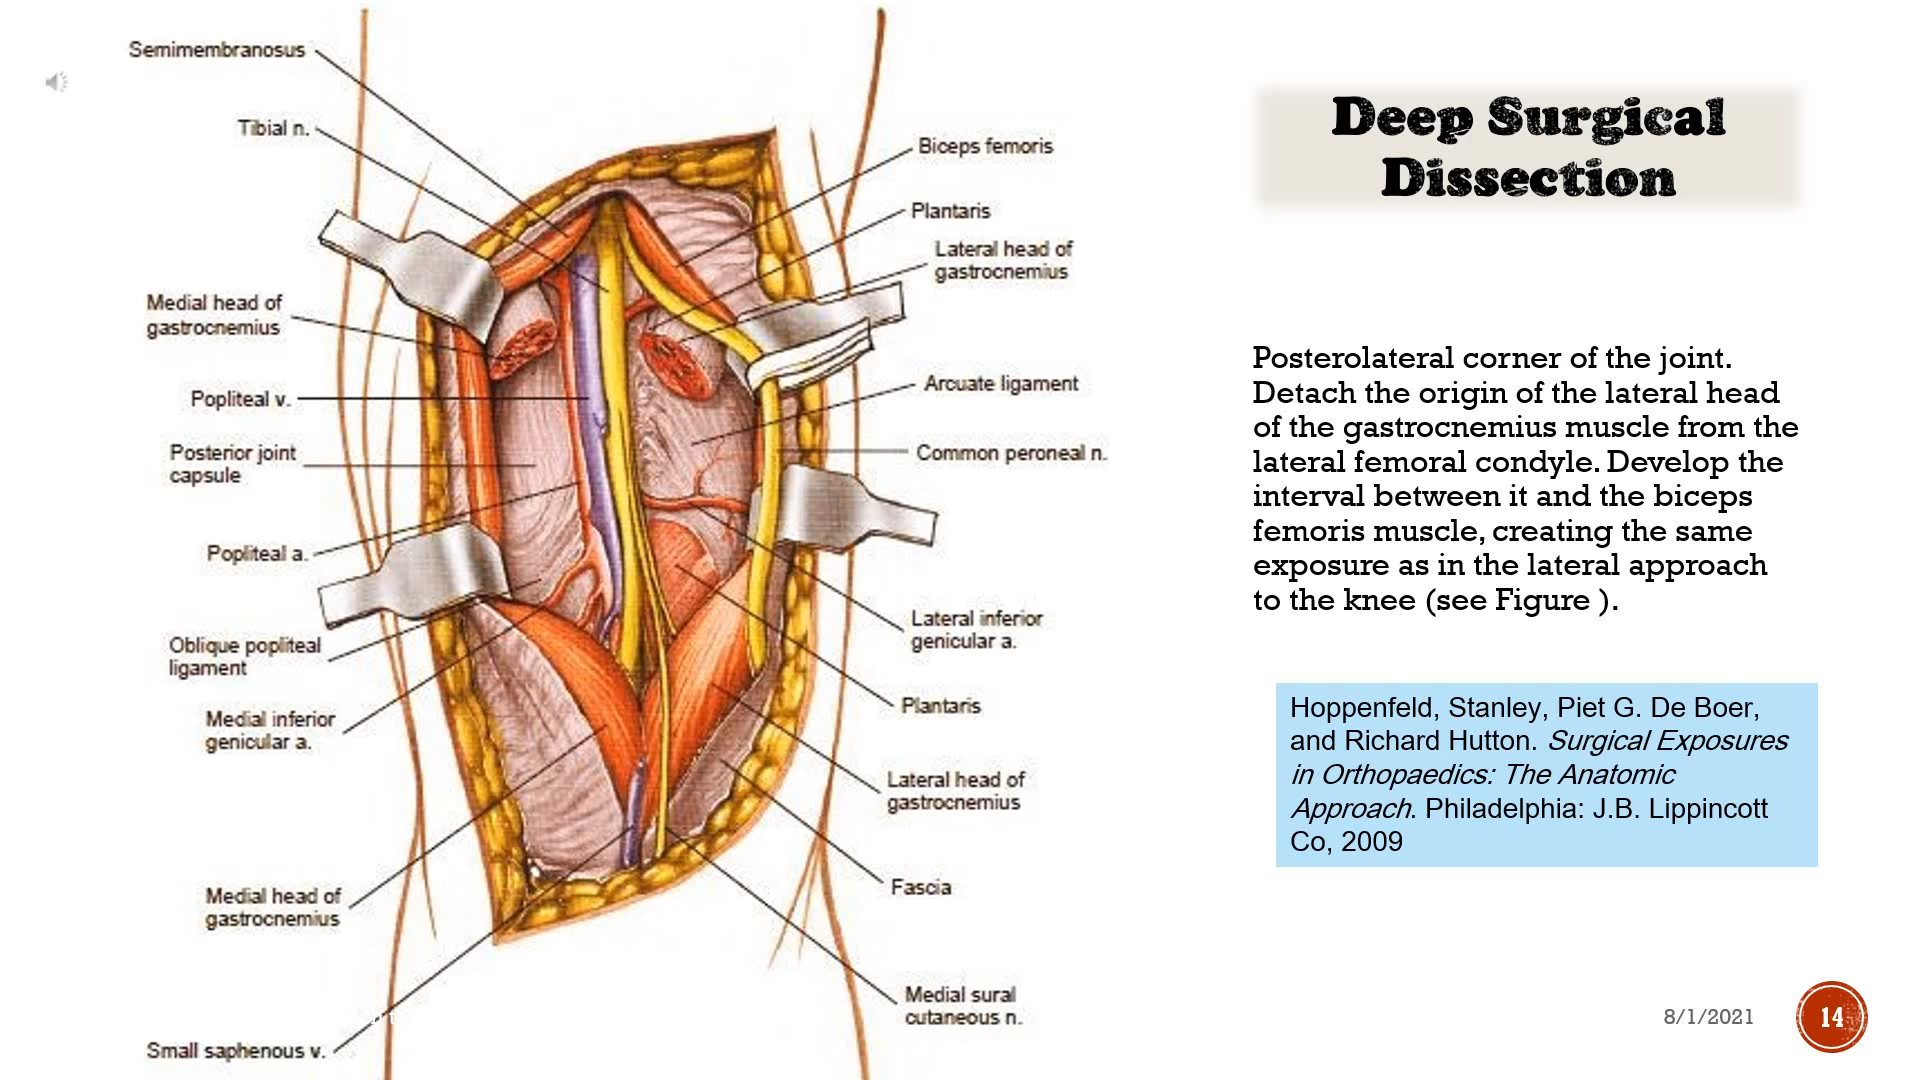 Semimembranosus
Tibial n.
Medial head of
gastrocnemius
Popliteal v.
Posterior joint
capsule
Popliteal a.
Oblique popliteal
ligament
Medial inferior
genicular a.
Medial head of
gastrocnemius
Small saphenous v.
Biceps femoris
Plantaris
Lateral head of
gastrocnemius
Arcuate ligament
Common peroneal n.
Lateral inferior
genicular a.
Plantaris
Lateral head of
gastrocnemius
Fascia
Medial sural
cutaneous n.
Deep Surgical
Dissection
Posterolateral corner of the joint.
Detach the origin of the lateral head
of the gastrocnemius muscle from the
lateral femoral condyle. Develop the
interval between it and the biceps
femoris muscle, creating the same
exposure as in the lateral approach
to the knee (see Figure ).
Hoppenfeld, Stanley, Piet G. De Boer,
and Richard Hutton. Surgical Exposures
in Orthopaedics: The Anatomic
Approach. Philadelphia: J.B. Lippincott
Co, 2009
8/1/2021
14